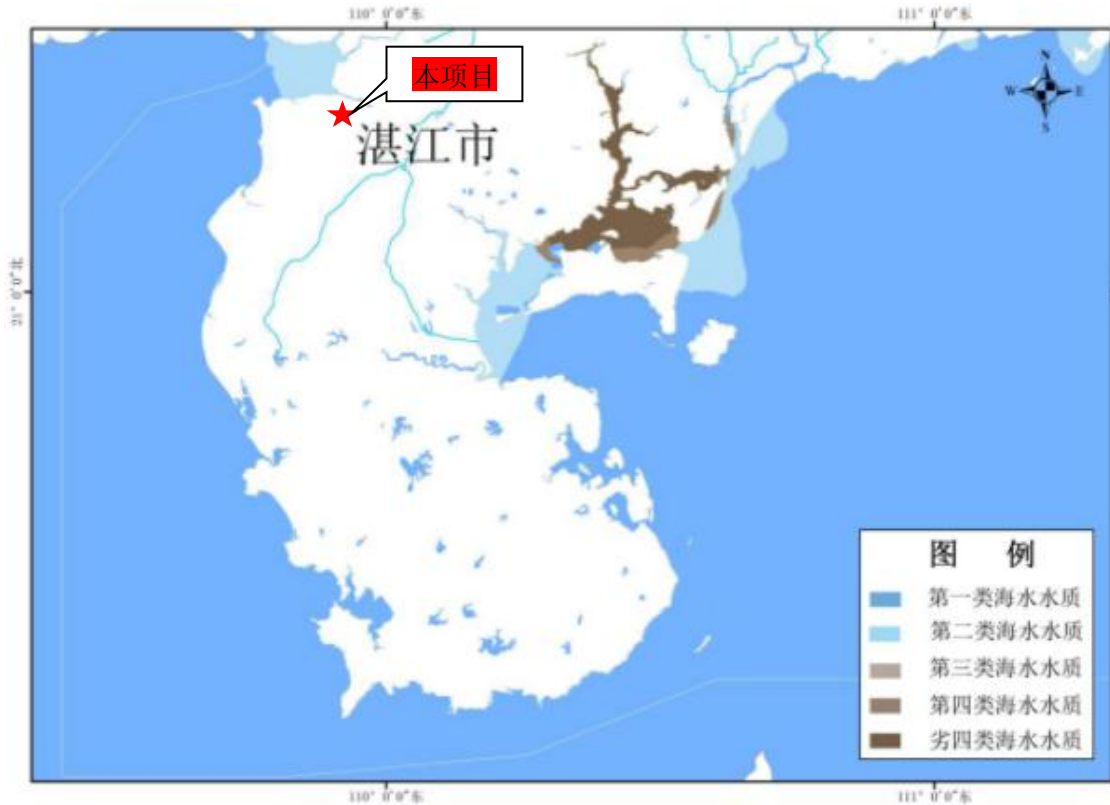 110° 0′0″东
111° 0′0″东
本项目
N
W
E
S
湛江市
21° 0′0″北
图 例
第一类海水水质
第二类海水水质
第三类海水水质
第四类海水水质
劣四类海水水质
110° 0′0″东
111° 0′0″东